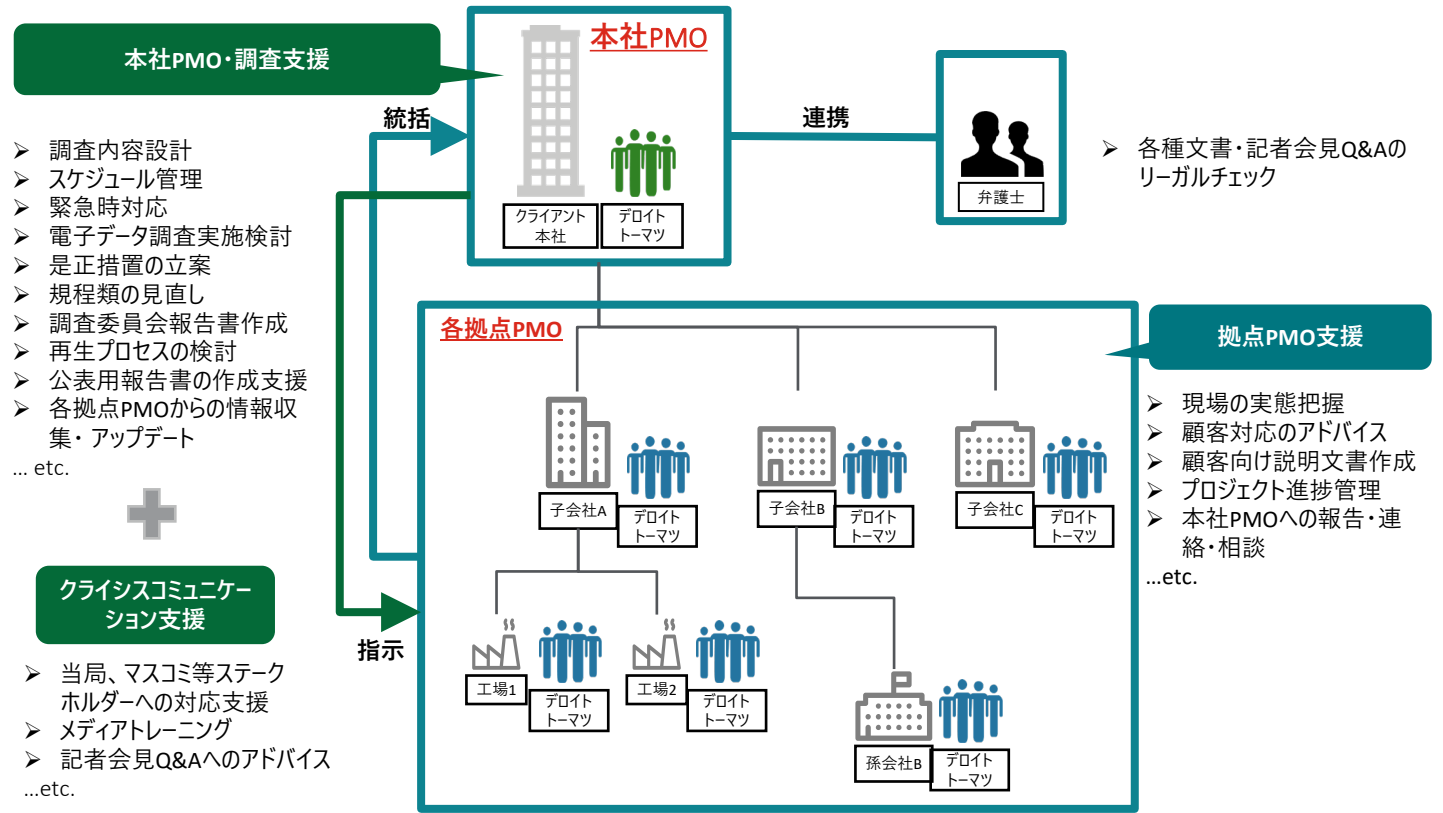 本社PMO・調査支援
➢ 調査内容設計
➢ スケジュール管理
➢ 緊急時対応
➢ 電子データ調査実施検討
➢ 是正措置の立案
➢ 規程類の見直し
➢ 調査委員会報告書作成
➢ 再生プロセスの検討
➢ 公表用報告書の作成支援
➢ 各拠点PMOからの情報収
集・ アップデート
... etc.
クライシスコミュニケー
ション支援
➢ 当局、マスコミ等ステーク
ホルダーへの対応支援
➢ メディアトレーニング
➢ 記者会見Q&Aへのアドバイス
...etc.
統括
指示
本社PMO
クライアント
本社
デロイト
トーマツ
連携
弁護士
➢ 各種文書・記者会見Q&Aの
リーガルチェック
各拠点PMO
子会社A
デロイト
トーマツ
子会社B
デロイト
トーマツ
子会社C
デロイト
トーマツ
工場1
デロイト
トーマツ
工場2
デロイト
トーマツ
孫会社B
デロイト
トーマツ
拠点PMO支援
➢ 現場の実態把握
➢ 顧客対応のアドバイス
➢ 顧客向け説明文書作成
➢ プロジェクト進捗管理
➢ 本社PMOへの報告・連
絡・相談
...etc.